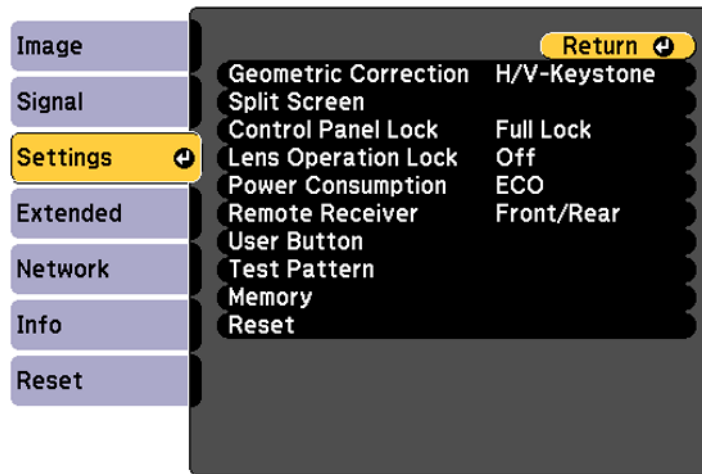 Image
Signal
Settings
Extended
Network
Info
Reset
Return
Geometric Correction H/V-Keystone
Split Screen
Control Panel Lock Full Lock
Lens Operation Lock Off
Power Consumption ECO
Remote Receiver Front/Rear
User Button
Test Pattern
Memory
Reset